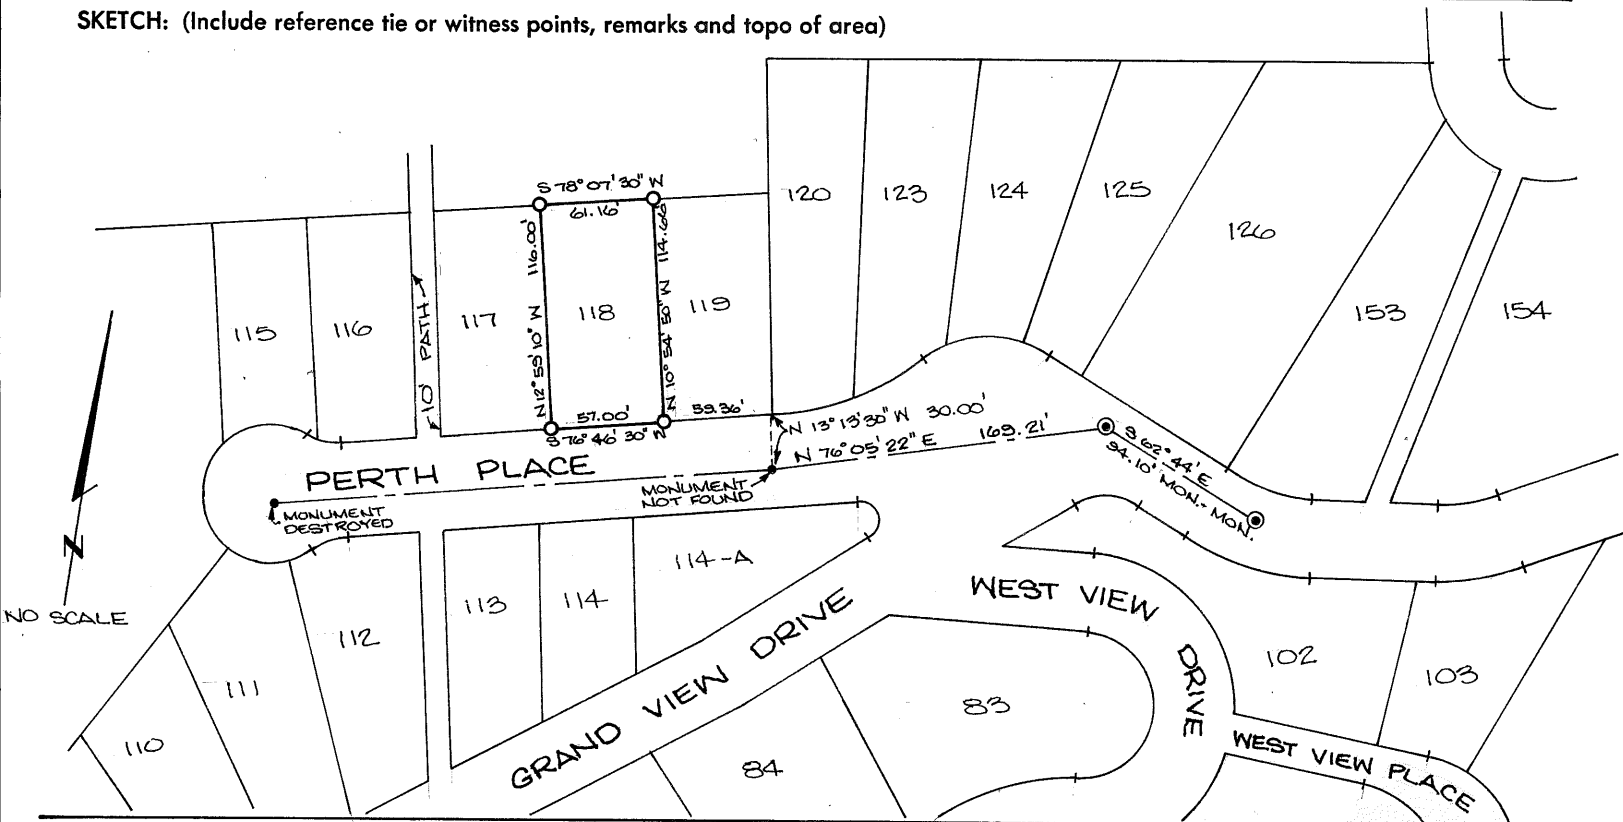 SKETCH: (Include reference tie or witness points, remarks and topo of area)
S 78° 07' 30" W
61.16'
120
123
124
125
126
153
154
N 12° 55' 10" W 116.00'
N 10° 54' 50" W 114.66'
115
116
10' PATH
117
118
119
57.00'
S 76° 46' 30" W
59.36'
N 13° 13' 30" W 30.00'
N 76° 05' 22" E 169.21'
S 62° 44' E
94.10' MON.- MON.
PERTH PLACE
MONUMENT
NOT FOUND
MONUMENT
DESTROYED
N
NO SCALE
110
111
112
113
114
114-A
GRAND VIEW DRIVE
WEST VIEW
DRIVE
83
84
102
103
WEST VIEW PLACE